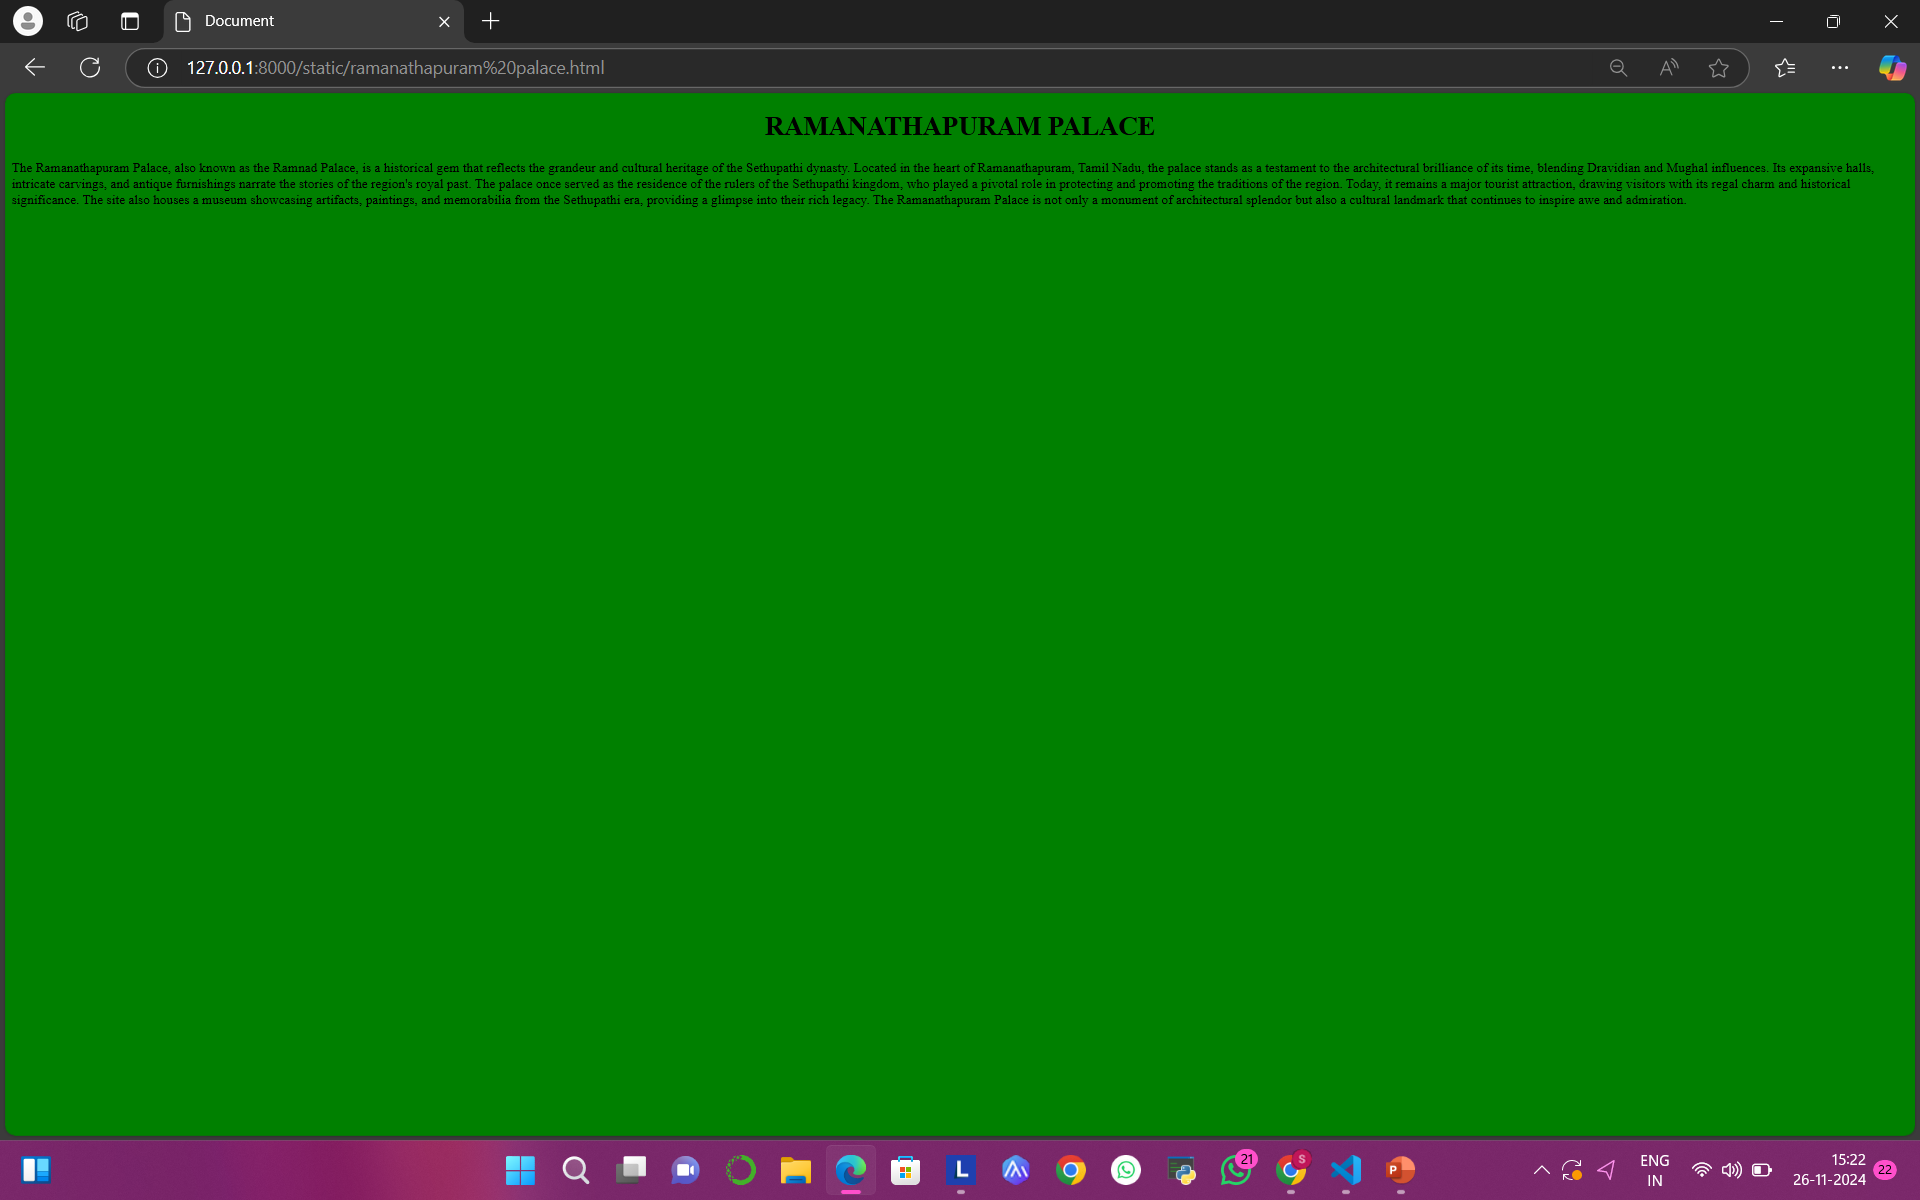 Document
127.0.0.1:8000/static/ramanathapuram%20palace.html
RAMANATHAPURAM PALACE
The Ramanathapuram Palace, also known as the Ramnad Palace, is a historical gem that reflects the grandeur and cultural heritage of the Sethupathi dynasty. Located in the heart of Ramanathapuram, Tamil Nadu, the palace stands as a testament to the architectural brilliance of its time, blending Dravidian and Mughal influences. Its expansive halls,
intricate carvings, and antique furnishings narrate the stories of the region's royal past. The palace once served as the residence of the rulers of the Sethupathi kingdom, who played a pivotal role in protecting and promoting the traditions of the region. Today, it remains a major tourist attraction, drawing visitors with its regal charm and historical
significance. The site also houses a museum showcasing artifacts, paintings, and memorabilia from the Sethupathi era, providing a glimpse into their rich legacy. The Ramanathapuram Palace is not only a monument of architectural splendor but also a cultural landmark that continues to inspire awe and admiration.
L
21
S
P
ENG
IN
15:22
26-11-2024
22